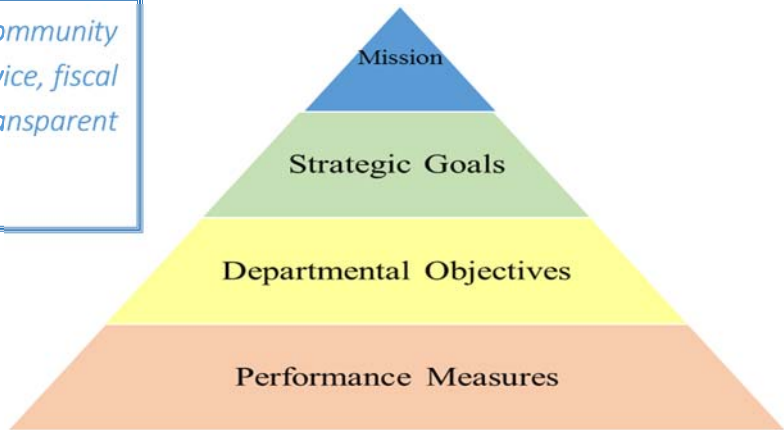 ommunity
vice, fiscal
ansparent
Mission
Strategic Goals
Departmental Objectives
Performance Measures